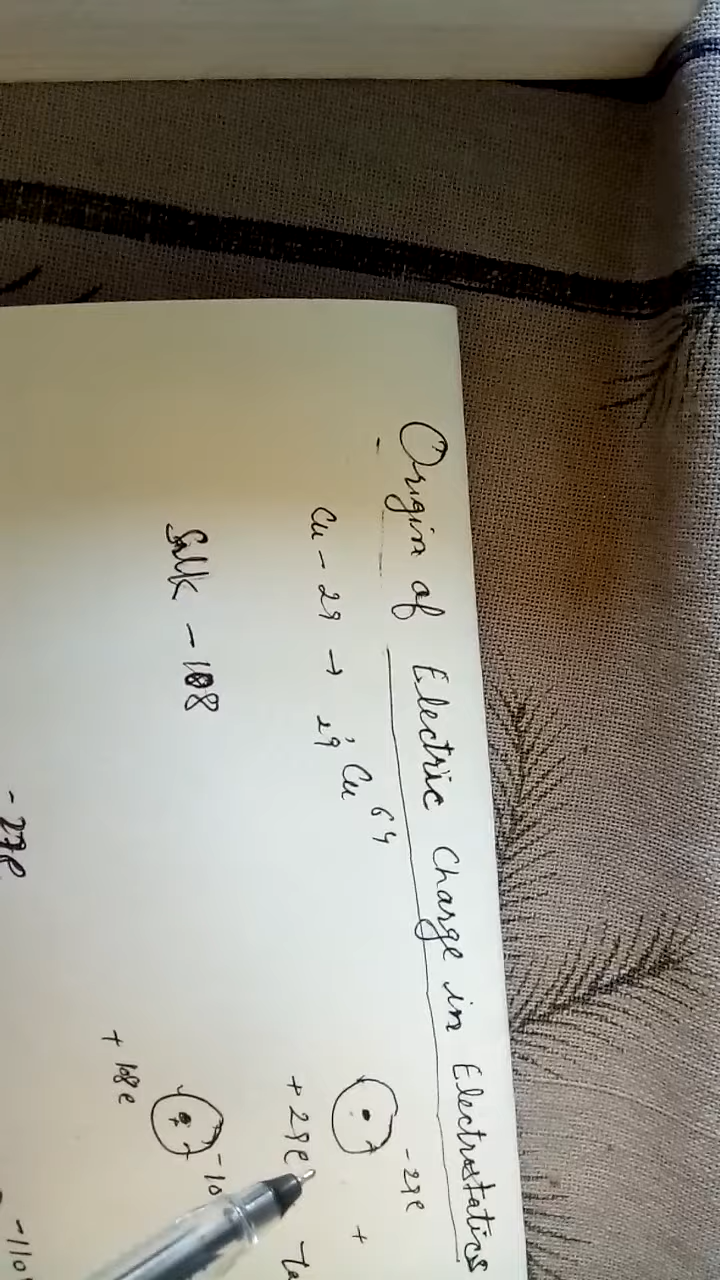 Origin of Electric Charge in Electrostatics
Cu - 29 → 29 Cu 64
-29e
+29e
+
Silk - 108
-10
+108e
-110
-27e